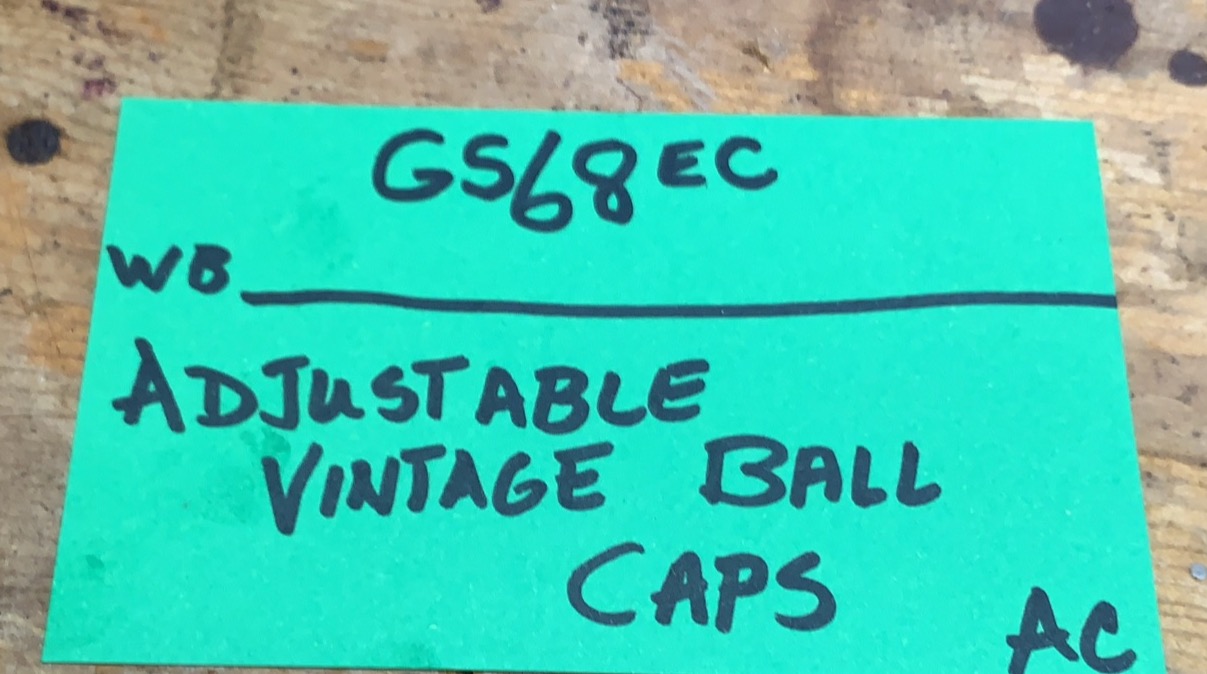 GS68EC
WB
ADJUSTABLE
VINTAGE BALL
CAPS
AC